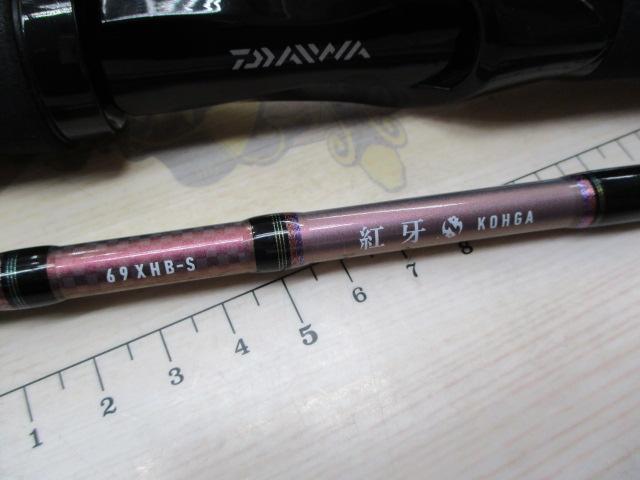 DAIWA
紅牙 KOHGA
69XHB-S
1 2 3 4 5 6 7 8